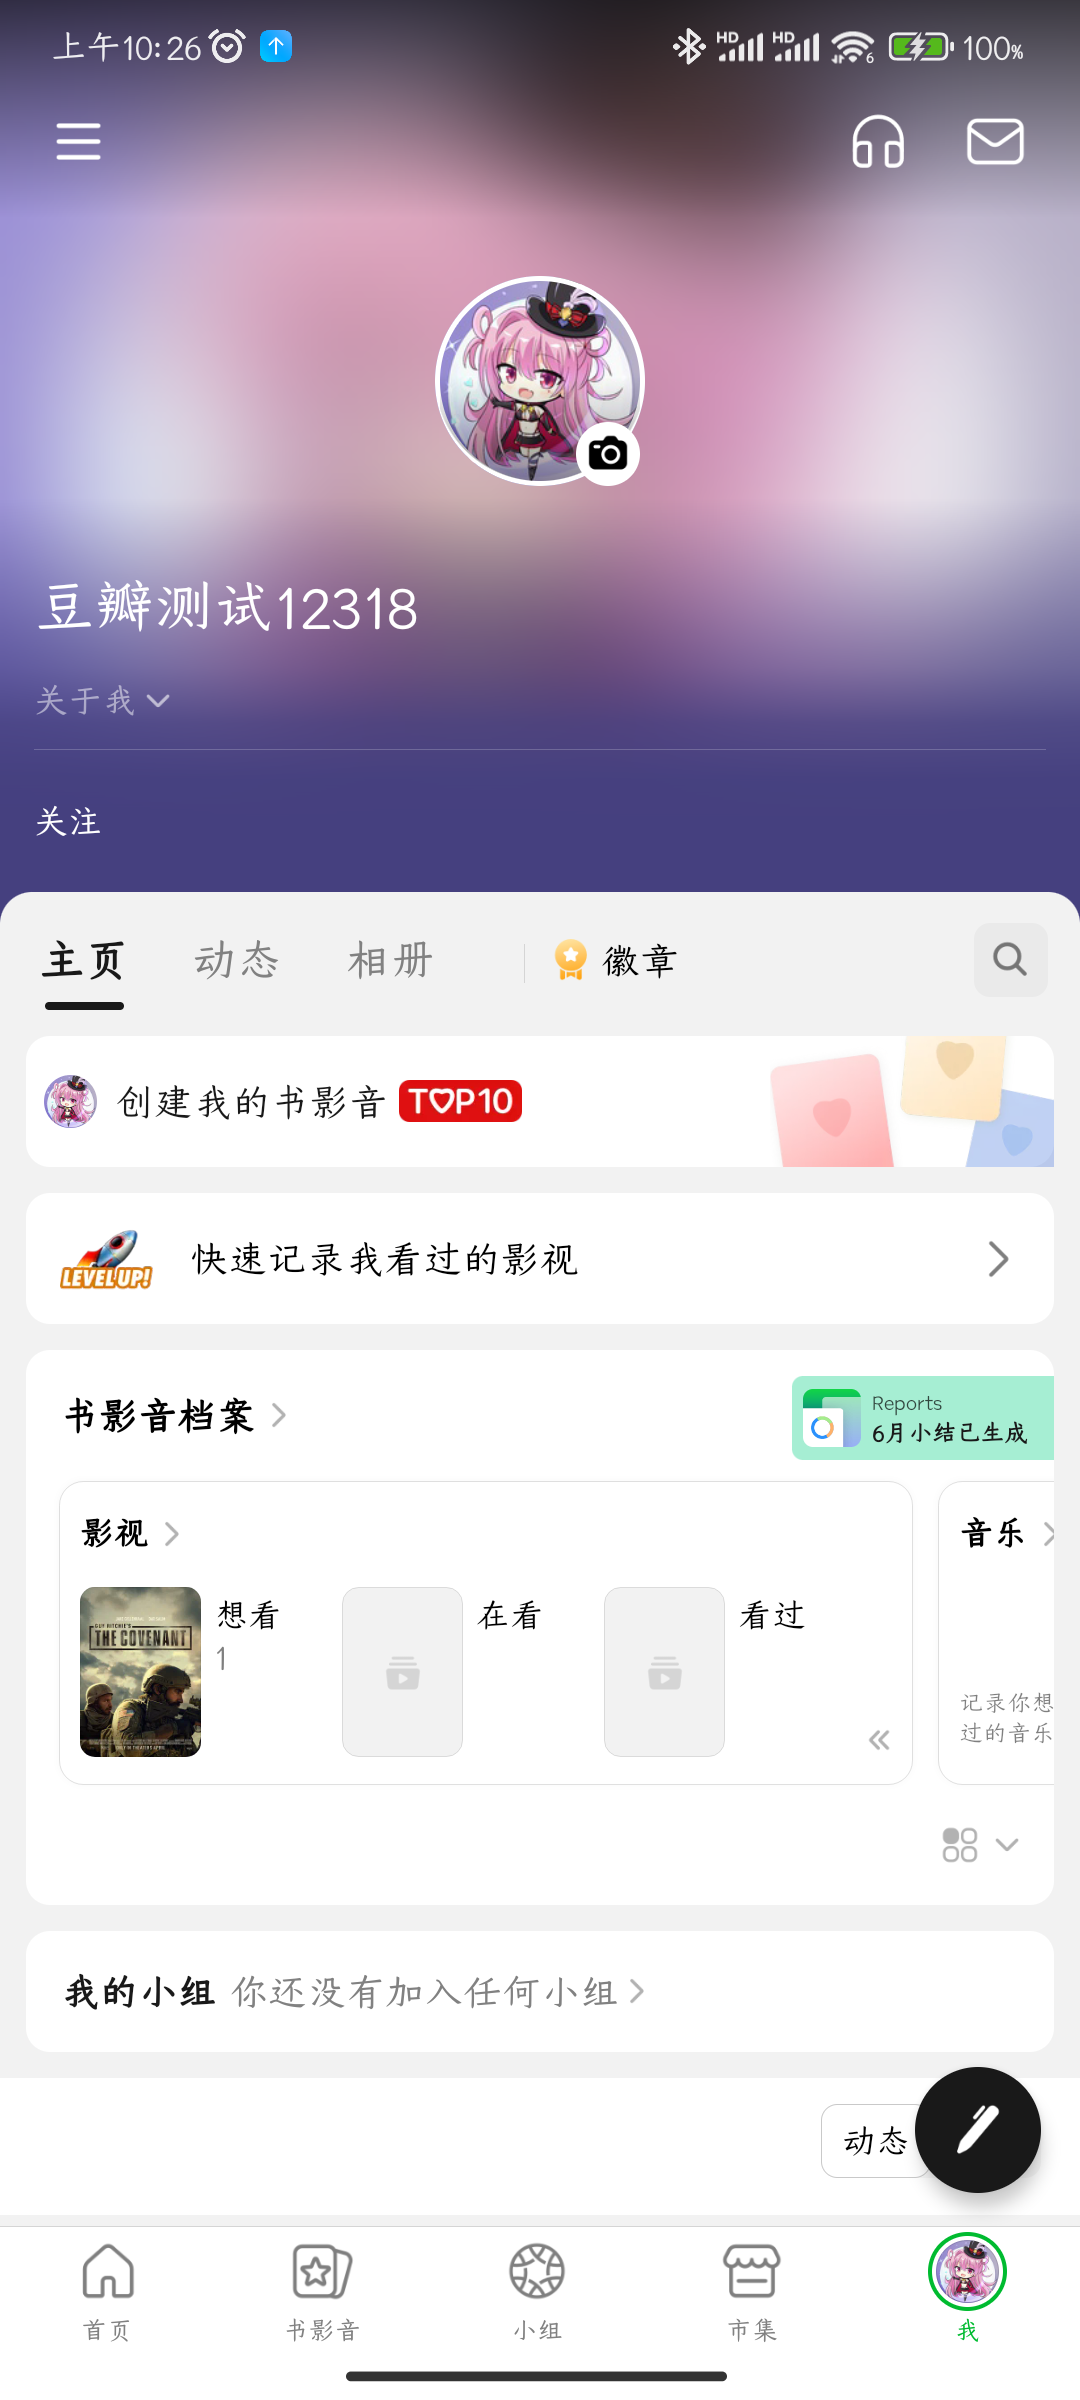 上午10:26
HD HD 6 100%
豆瓣测试12318
关于我
关注
主页 动态 相册 徽章
创建我的书影音 TOP10
LEVEL UP! 快速记录我看过的影视
书影音档案
Reports
6月小结已生成
影视
音乐
想看
1
在看
看过
GUY RITCHIE'S
THE COVENANT
记录你想
过的音乐
我的小组 你还没有加入任何小组
动态
首页 书影音 小组 市集 我